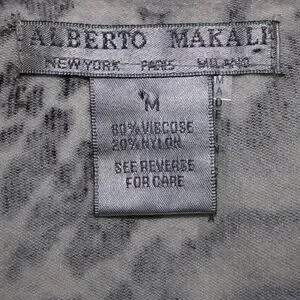 ALBERTO MAKALI
NEW YORK PARIS MILANO
M
80% VISCOSE
20% NYLON
SEE REVERSE
FOR CARE